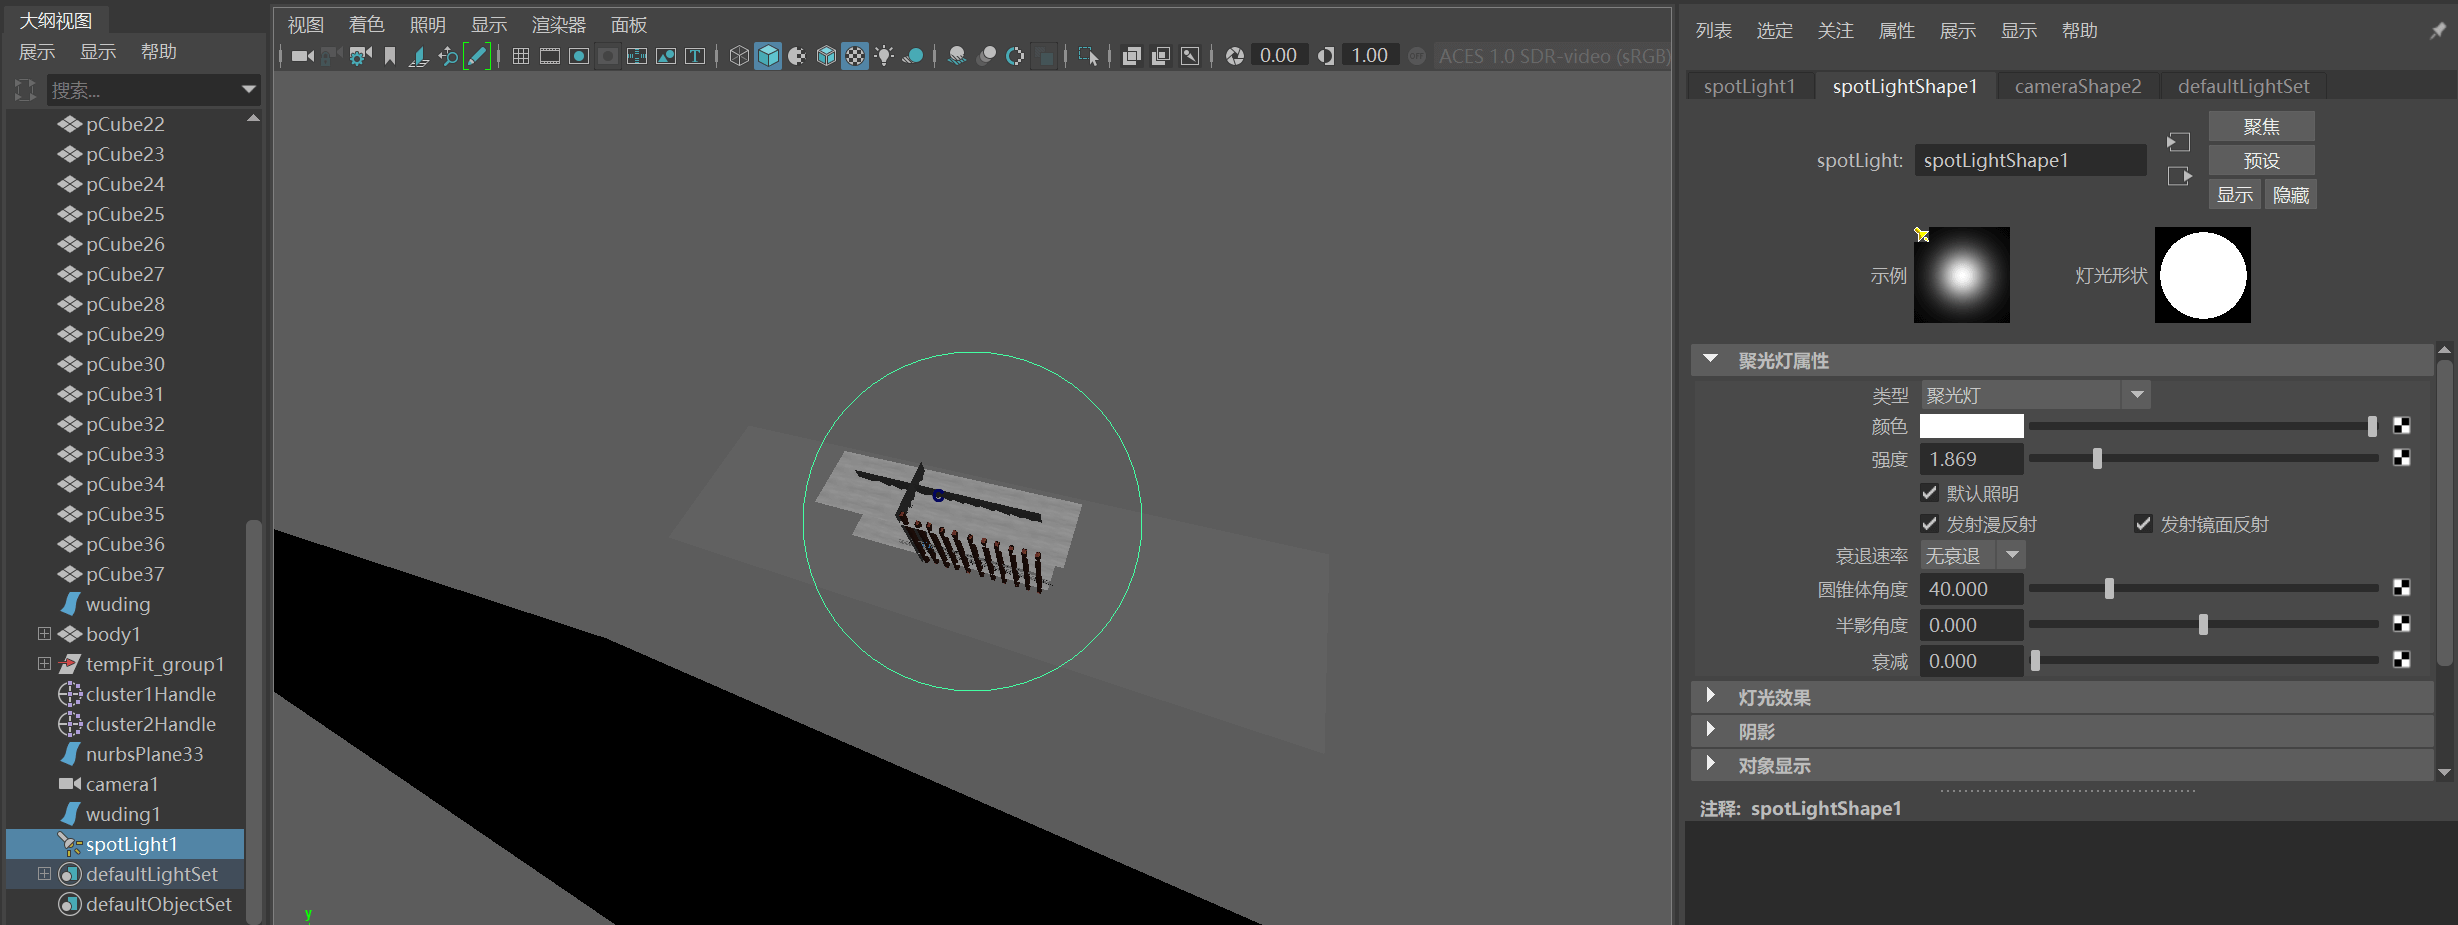 大纲视图
展示 显示 帮助
搜索...
pCube22
pCube23
pCube24
pCube25
pCube26
pCube27
pCube28
pCube29
pCube30
pCube31
pCube32
pCube33
pCube34
pCube35
pCube36
pCube37
wuding
body1
tempFit_group1
cluster1Handle
cluster2Handle
nurbsPlane33
camera1
wuding1
spotLight1
defaultLightSet
defaultObjectSet
视图 着色 照明 显示 渲染器 面板
0.00 1.00 ACES 1.0 SDR-video (sRGB)
y
列表 选定 关注 属性 展示 显示 帮助
spotLight1 spotLightShape1 cameraShape2 defaultLightSet
聚焦
spotLight: spotLightShape1 预设
显示 隐藏
示例 灯光形状
聚光灯属性
类型 聚光灯
颜色
强度 1.869
默认照明
发射漫反射 发射镜面反射
衰退速率 无衰退
圆锥体角度 40.000
半影角度 0.000
衰减 0.000
灯光效果
阴影
对象显示
注释: spotLightShape1